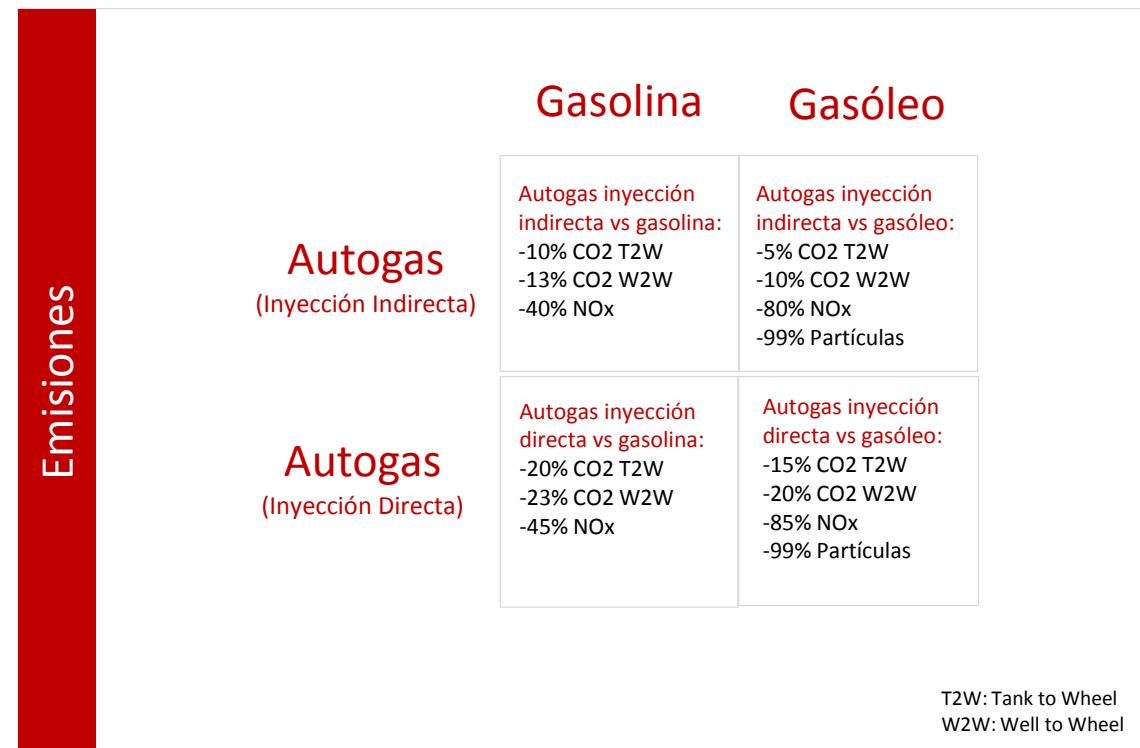 Emisiones
Gasolina
Gasóleo
Autogas
(Inyección Indirecta)
Autogas inyección
indirecta vs gasolina:
-10% CO2 T2W
-13% CO2 W2W
-40% NOx
Autogas inyección
indirecta vs gasóleo:
-5% CO2 T2W
-10% CO2 W2W
-80% NOx
-99% Partículas
Autogas
(Inyección Directa)
Autogas inyección
directa vs gasolina:
-20% CO2 T2W
-23% CO2 W2W
-45% NOx
Autogas inyección
directa vs gasóleo:
-15% CO2 T2W
-20% CO2 W2W
-85% NOx
-99% Partículas
T2W: Tank to Wheel
W2W: Well to Wheel